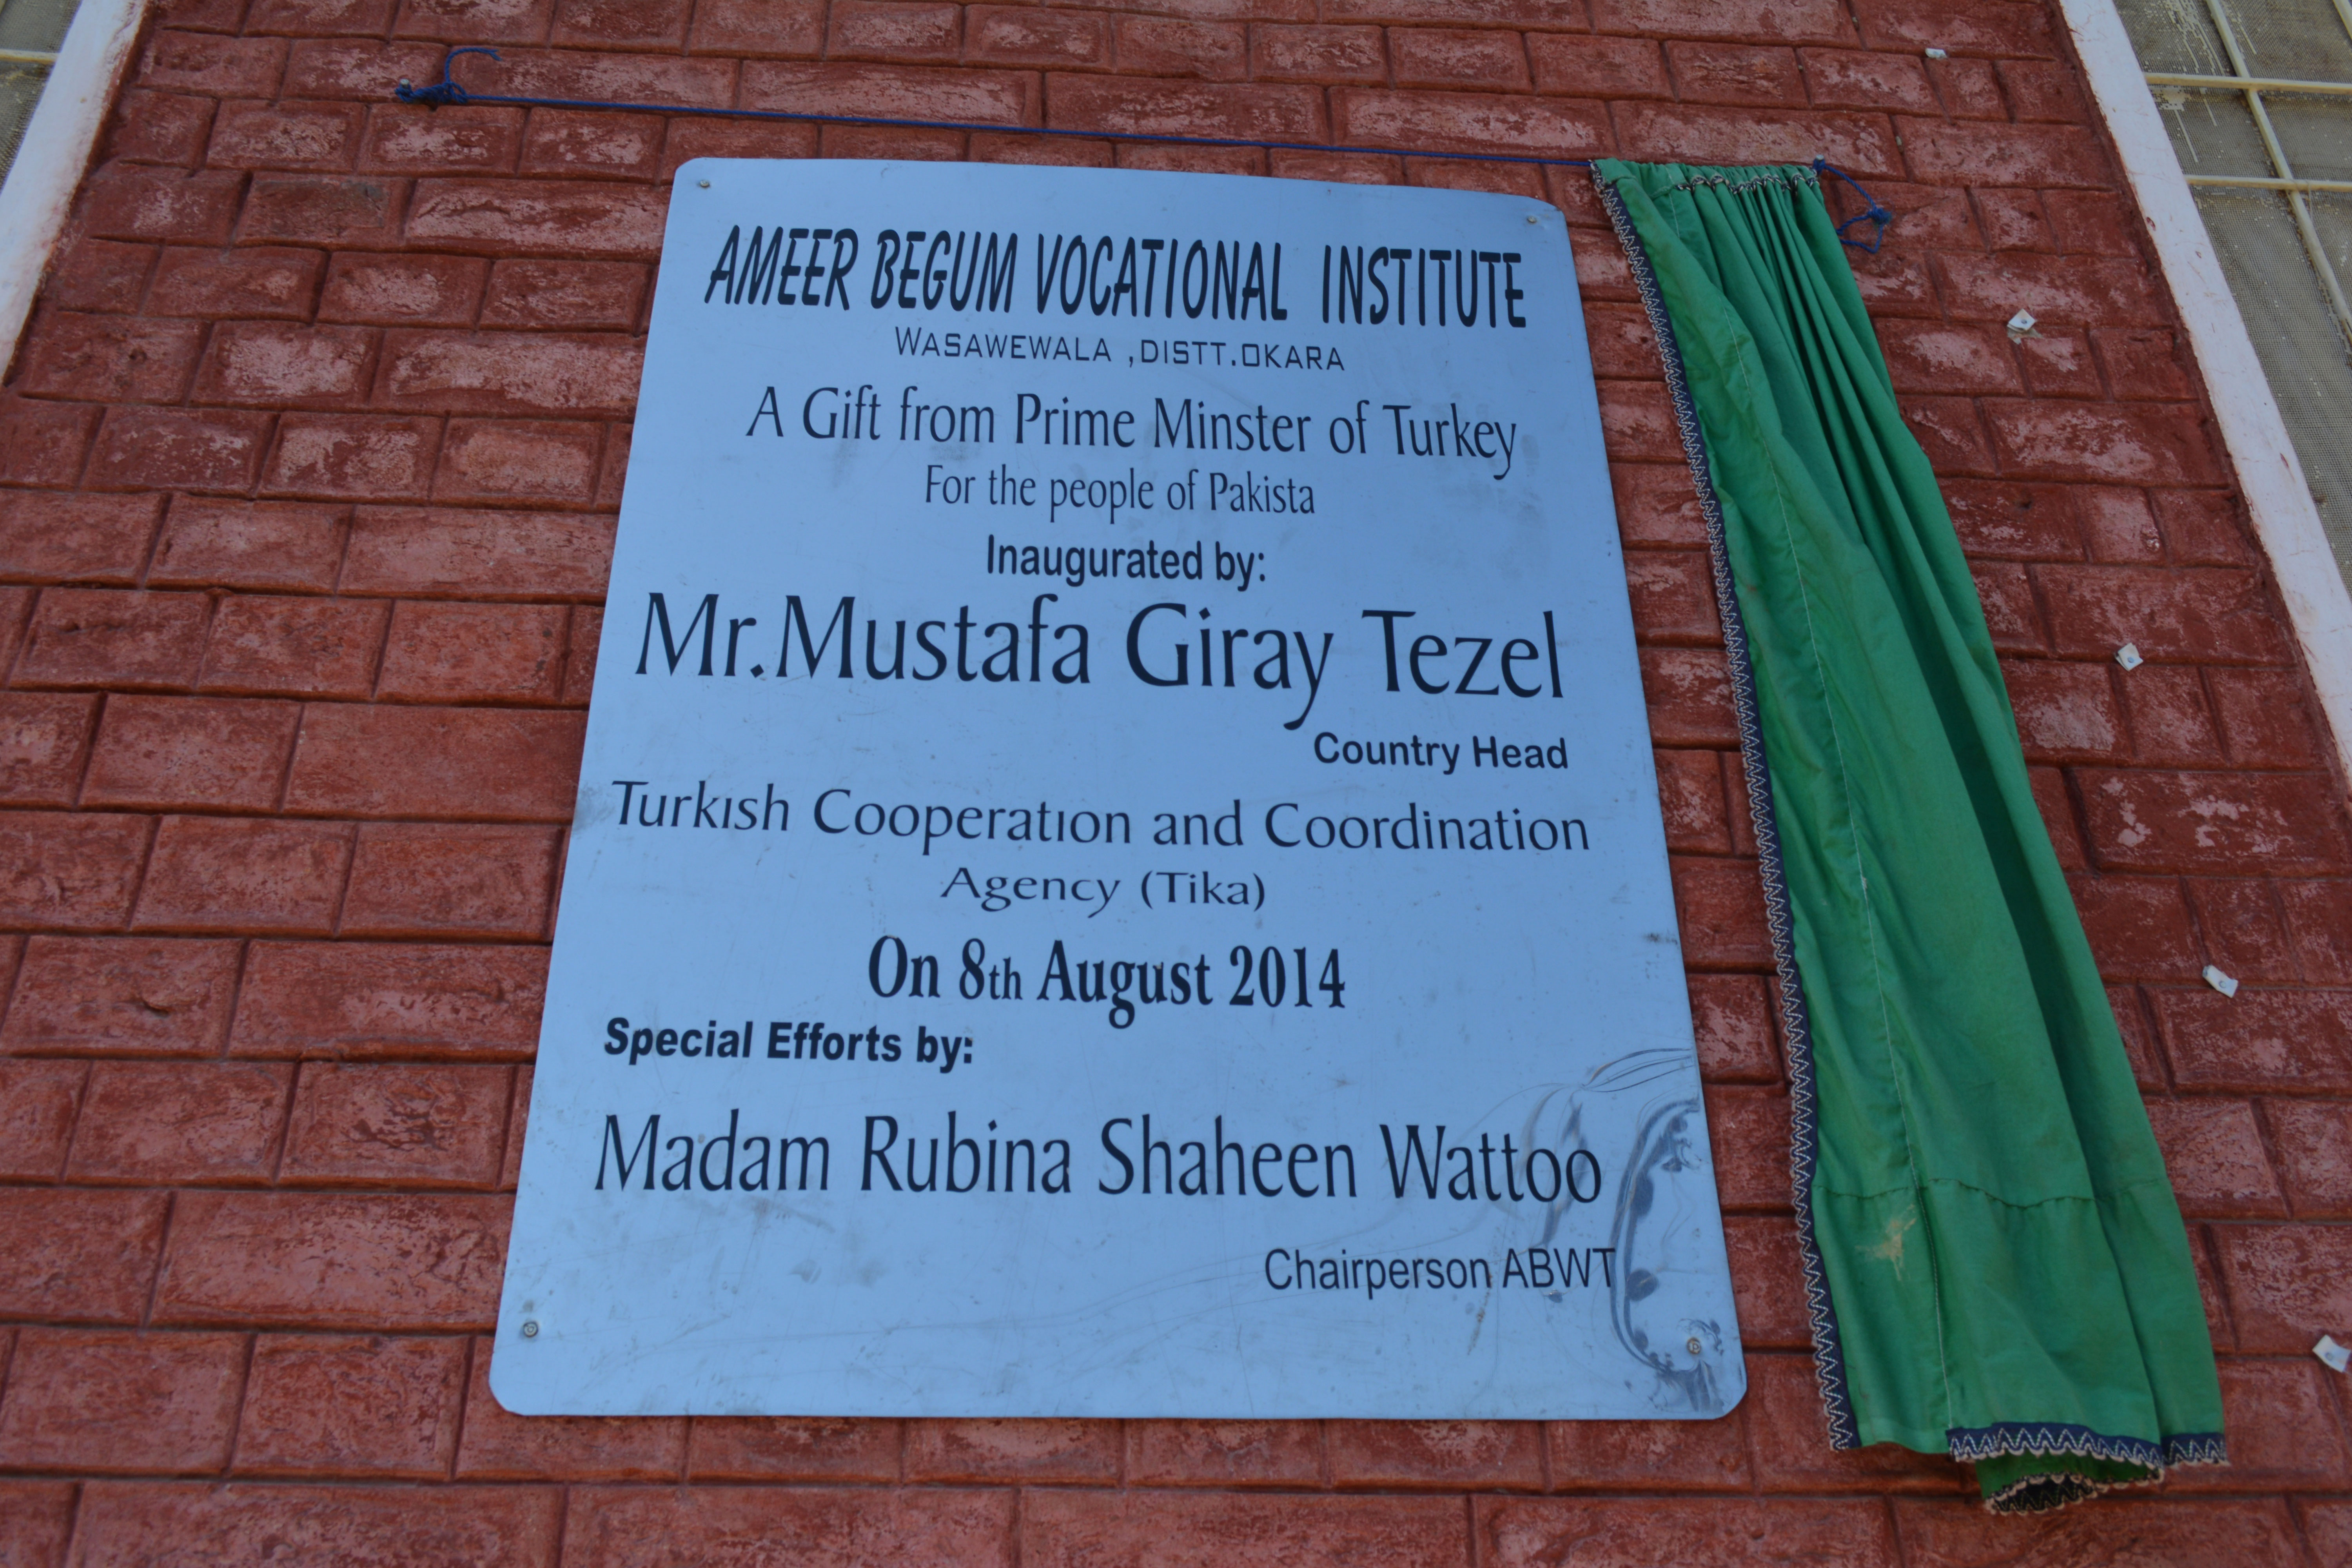 AMEER BEGUM VOCATIONAL INSTITUTE
WASAWEWALA ,DISTT.OKARA
A Gift from Prime Minster of Turkey
For the people of Pakista
Inaugurated by:
Mr.Mustafa Giray Tezel
Country Head
Turkish Cooperation and Coordination
Agency (Tika)
On 8th August 2014
Special Efforts by:
Madam Rubina Shaheen Wattoo
Chairperson ABWT